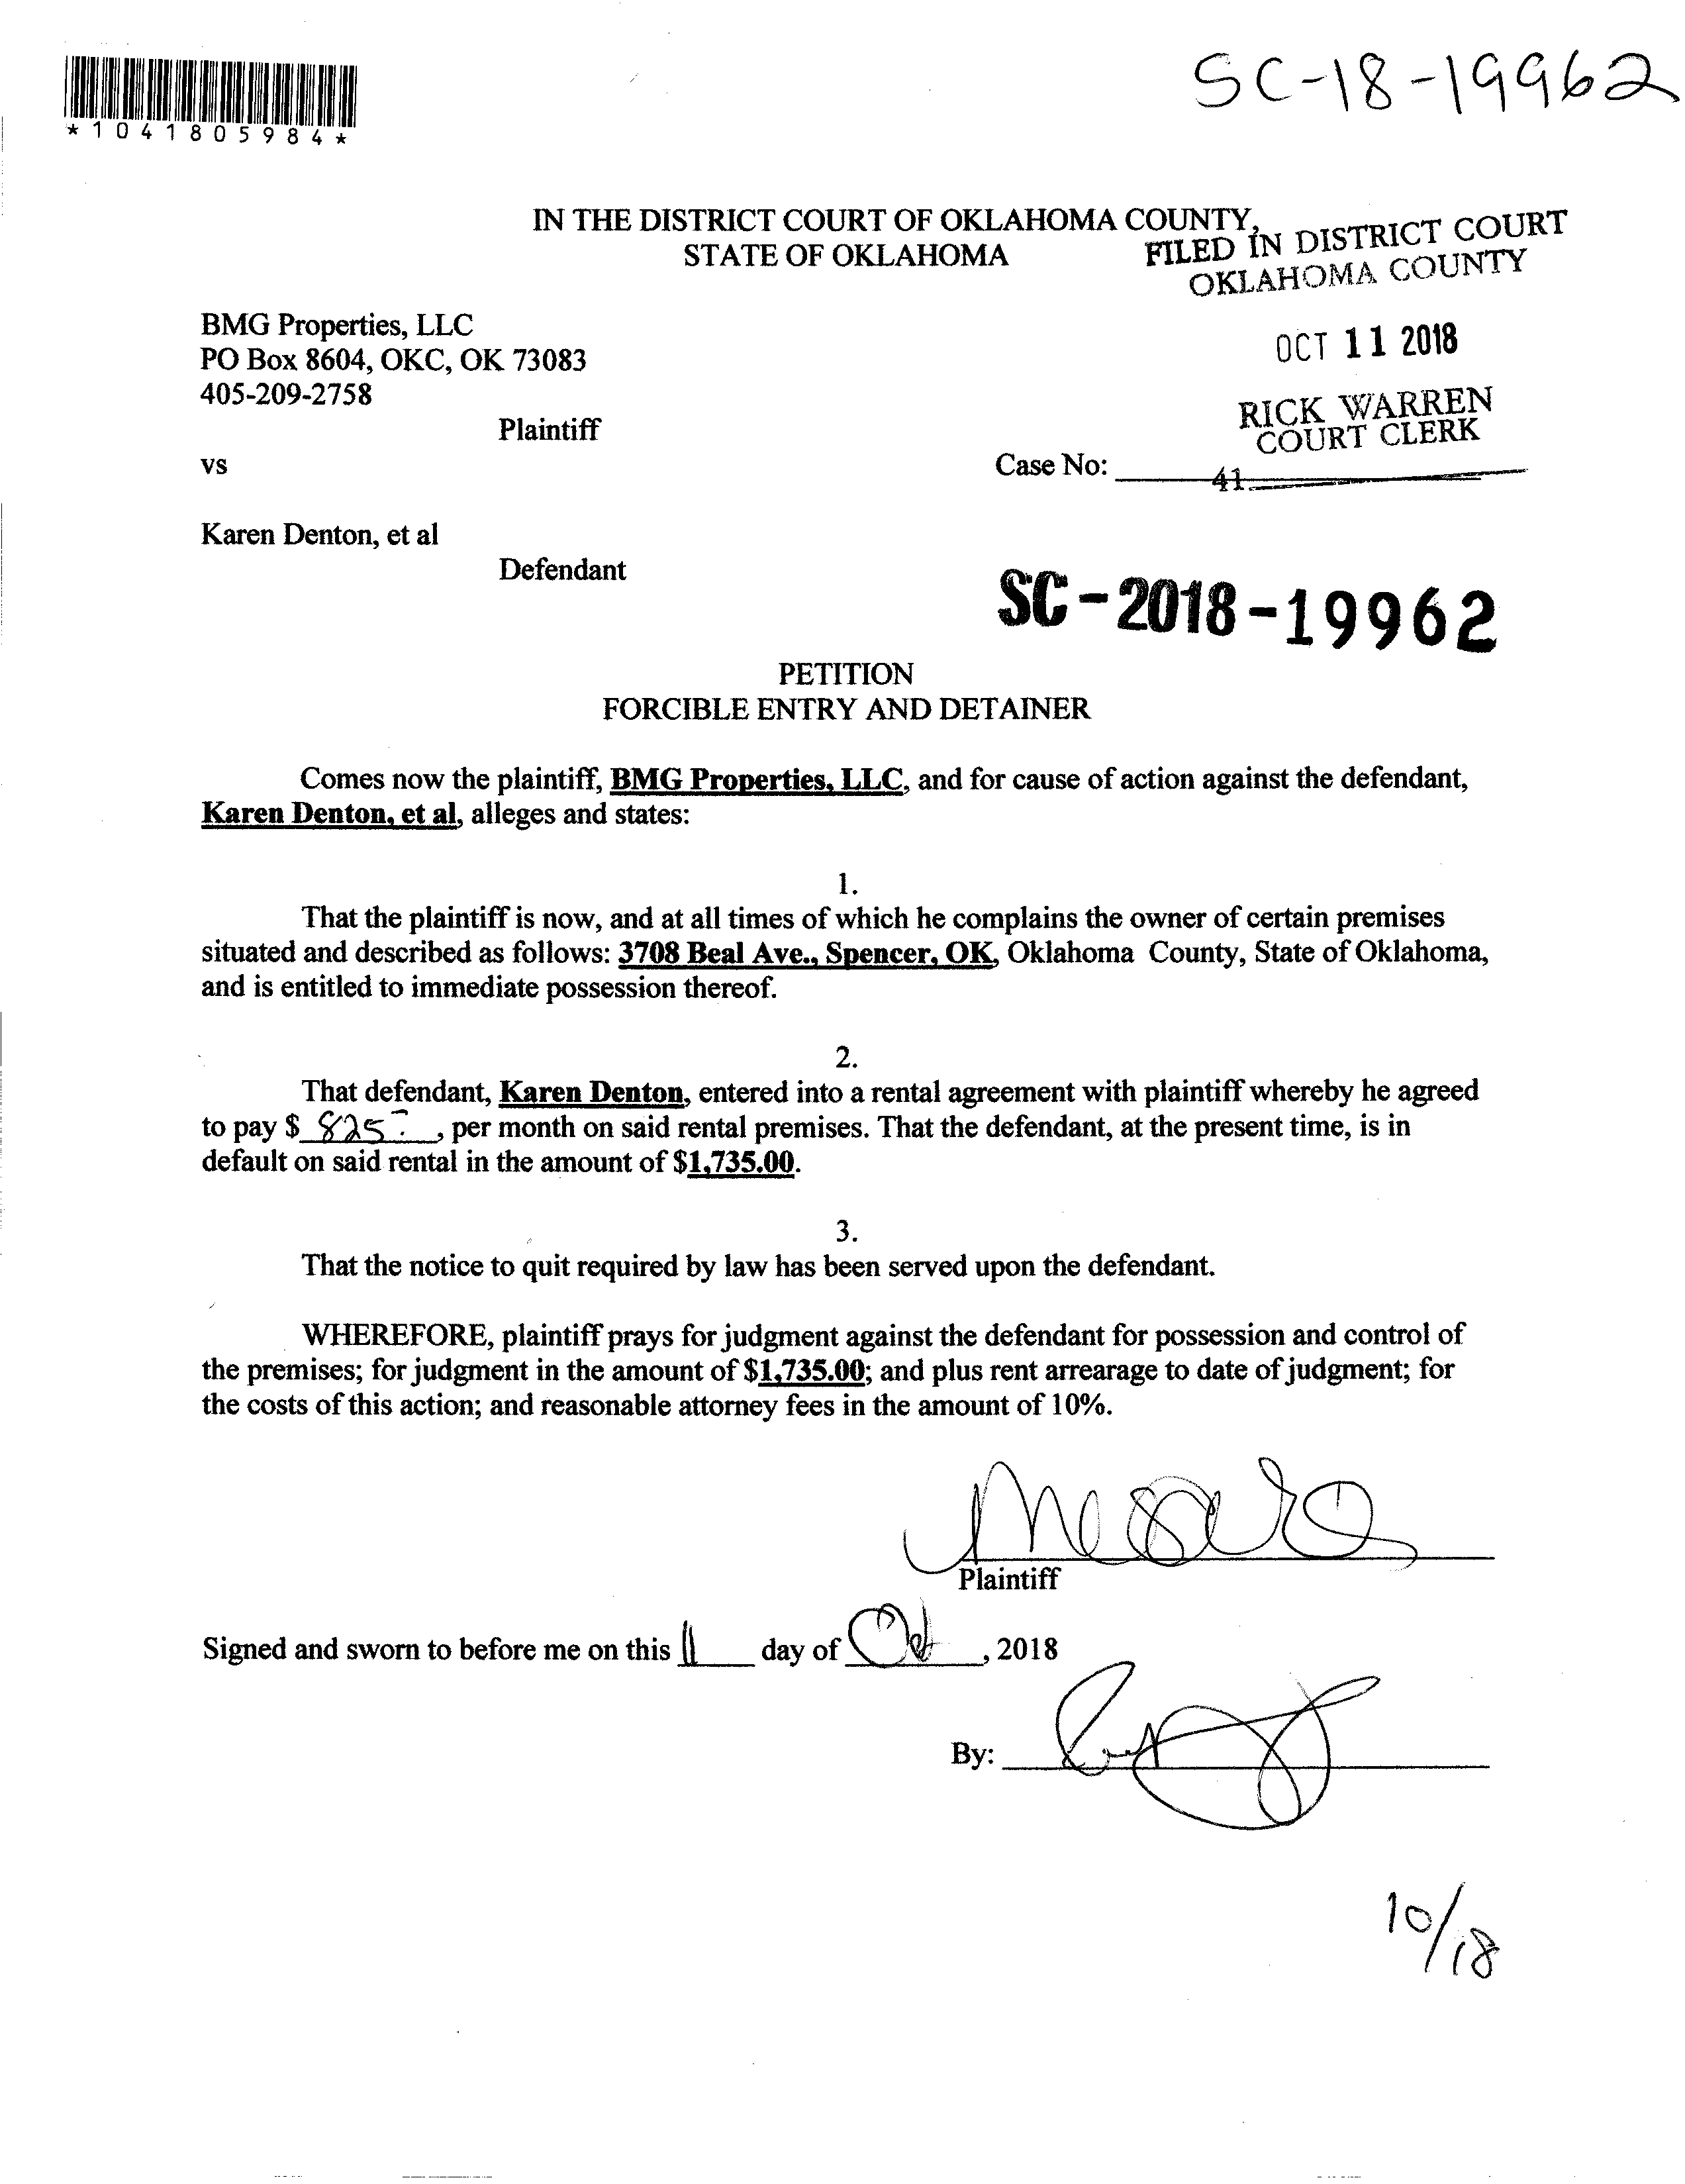 SC-18-19962
*1041805984*
IN THE DISTRICT COURT OF OKLAHOMA COUNTY,
STATE OF OKLAHOMA
FILED IN DISTRICT COURT
OKLAHOMA COUNTY
OCT 11 2018
RICK WARREN
COURT CLERK
41
BMG Properties, LLC
PO Box 8604, OKC, OK 73083
405-209-2758
Plaintiff
vs
Case No:
Karen Denton, et al
Defendant
SC-2018-19962
PETITION
FORCIBLE ENTRY AND DETAINER
Comes now the plaintiff, BMG Properties, LLC, and for cause of action against the defendant,
Karen Denton, et al, alleges and states:
1.
That the plaintiff is now, and at all times of which he complains the owner of certain premises
situated and described as follows: 3708 Beal Ave., Spencer, OK, Oklahoma County, State of Oklahoma,
and is entitled to immediate possession thereof.
2.
That defendant, Karen Denton, entered into a rental agreement with plaintiff whereby he agreed
to pay $ 825 , per month on said rental premises. That the defendant, at the present time, is in
default on said rental in the amount of $1,735.00.
3.
That the notice to quit required by law has been served upon the defendant.
WHEREFORE, plaintiff prays for judgment against the defendant for possession and control of
the premises; for judgment in the amount of $1,735.00; and plus rent arrearage to date of judgment; for
the costs of this action; and reasonable attorney fees in the amount of 10%.
Plaintiff
Signed and sworn to before me on this 11 day of Oct, 2018
By:
10/18